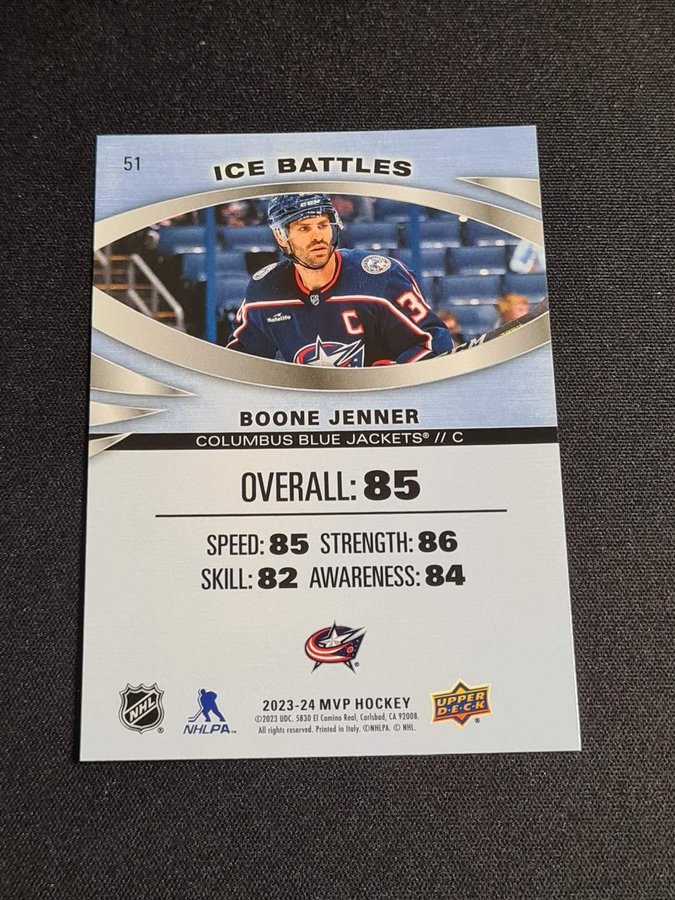 51
ICE BATTLES
C
BOONE JENNER
COLUMBUS BLUE JACKETS® // C
OVERALL: 85
SPEED: 85 STRENGTH: 86
SKILL: 82 AWARENESS: 84
NHL
NHLPA™
2023-24 MVP HOCKEY
©2023 UDC. 5830 El Camino Real, Carlsbad, CA 92008.
All rights reserved. Printed in Italy. ©NHLPA. © NHL.
UPPER
D·E·C·K